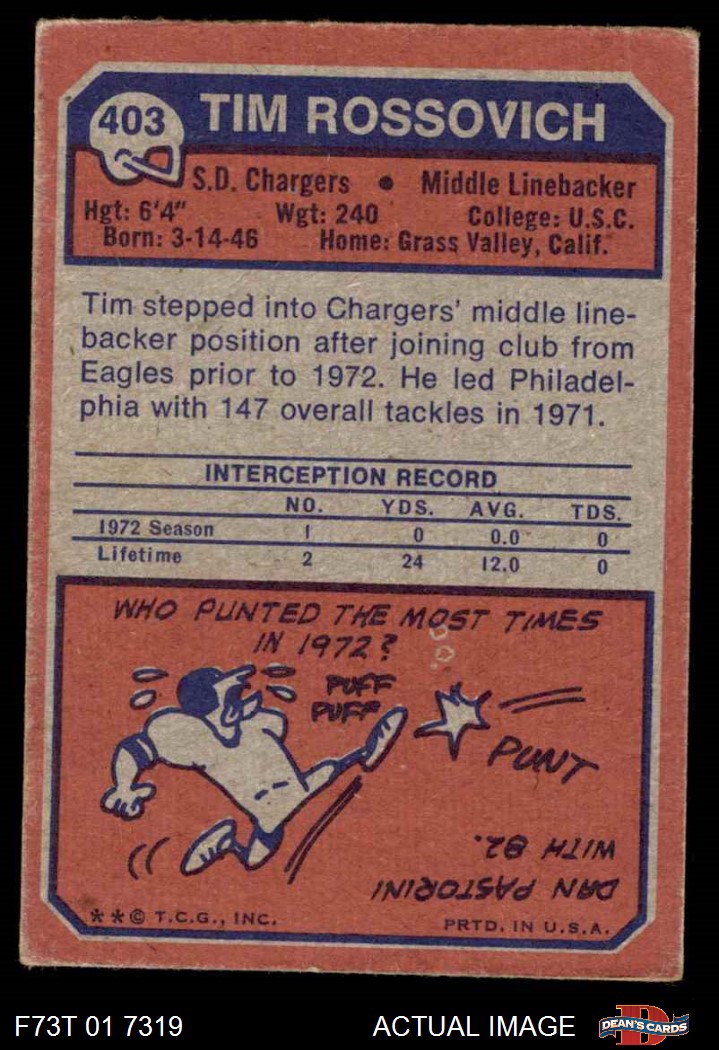 403 TIM ROSSOVICH
S.D. Chargers • Middle Linebacker
Hgt: 6'4" Wgt: 240 College: U.S.C.
Born: 3-14-46 Home: Grass Valley, Calif.
Tim stepped into Chargers' middle line-
backer position after joining club from
Eagles prior to 1972. He led Philadel-
phia with 147 overall tackles in 1971.
INTERCEPTION RECORD
NO. YDS. AVG. TDS.
1972 Season 1 0 0.0 0
Lifetime 2 24 12.0 0
WHO PUNTED THE MOST TIMES
IN 1972?
PUFF
PUFF
PUNT
DAN PASTORINI
WITH 82.
**© T.C.G., INC. PRTD. IN U.S.A.
F73T 01 7319 ACTUAL IMAGE D DEAN'S CARDS